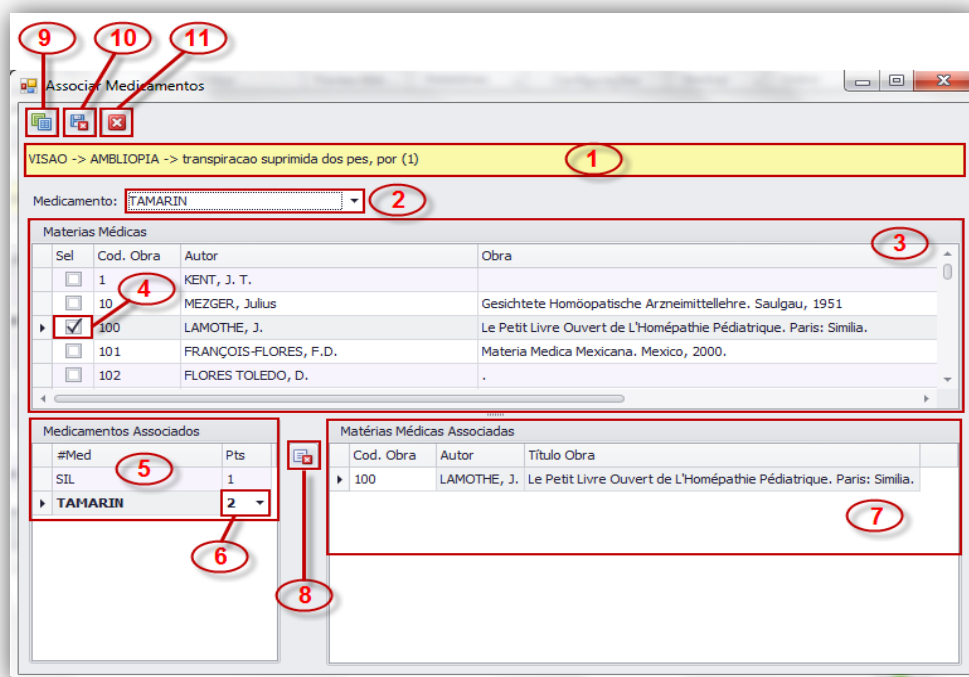 9 10 11
Associar Medicamentos
VISAO -> AMBLIOPIA -> transpiracao suprimida dos pes, por (1)
1
Medicamento: TAMARIN
2
Materias Médicas
3
Sel Cod. Obra Autor Obra
1 KENT, J. T.
4
10 MEZGER, Julius Gesichtete Homöopatische Arzneimittellehre. Saulgau, 1951
100 LAMOTHE, J. Le Petit Livre Ouvert de L'Homépathie Pédiatrique. Paris: Similia.
101 FRANÇOIS-FLORES, F.D. Materia Medica Mexicana. Mexico, 2000.
102 FLORES TOLEDO, D. .
Medicamentos Associados
#Med Pts
5
SIL 1
TAMARIN 2
6
8
Matérias Médicas Associadas
Cod. Obra Autor Título Obra
100 LAMOTHE, J. Le Petit Livre Ouvert de L'Homépathie Pédiatrique. Paris: Similia.
7